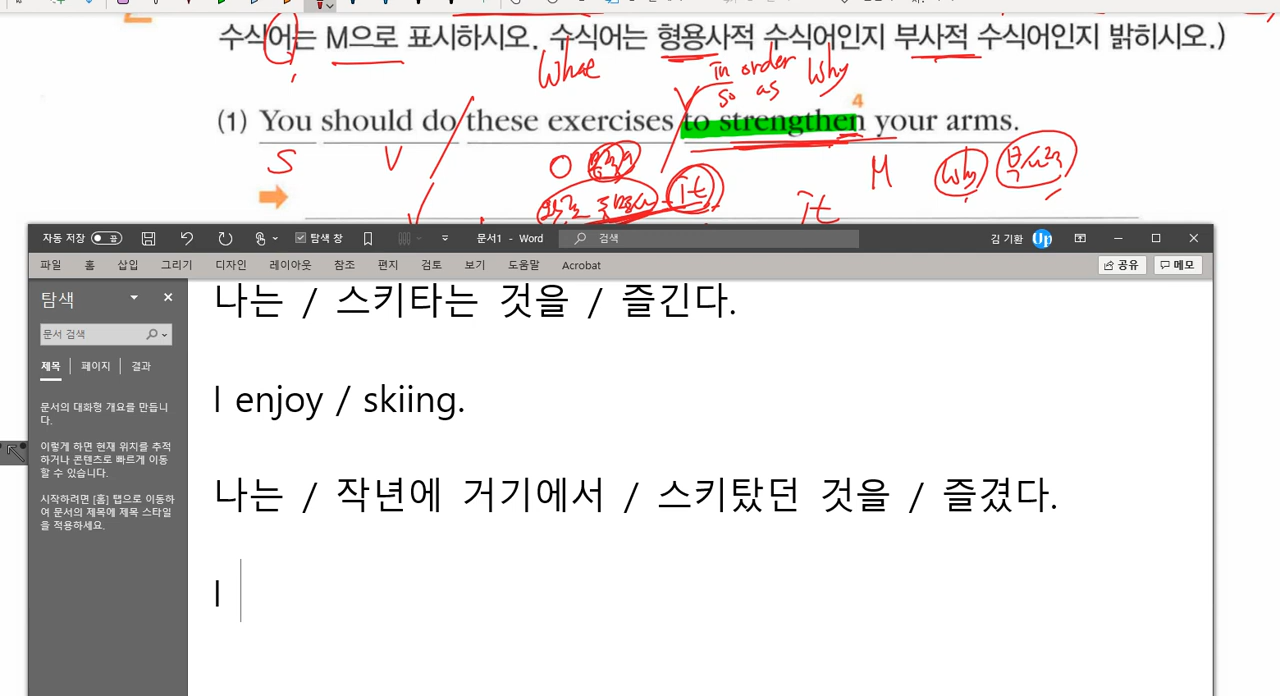 수식어는 M으로 표시하시오. 수식어는 형용사적 수식어인지 부사적 수식어인지 밝히시오.)
What
in order
so as
Why
4
(1) You should do these exercises to strengthen your arms.
S V O 명사 M why 부사적
it
it
자동 저장 끔 탐색 창 문서1 - Word 검색 김 기환 Up
파일 홈 삽입 그리기 디자인 레이아웃 참조 편지 검토 보기 도움말 Acrobat 공유 메모
탐색
문서 검색
제목 페이지 결과
문서의 대화형 개요를 만듭니
다.
이렇게 하면 현재 위치를 추적
하거나 콘텐츠로 빠르게 이동
할 수 있습니다.
시작하려면 [홈] 탭으로 이동하
여 문서의 제목에 제목 스타일
을 적용하세요.
나는 / 스키타는 것을 / 즐긴다.
I enjoy / skiing.
나는 / 작년에 거기에서 / 스키탔던 것을 / 즐겼다.
I